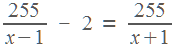 255/(x−1) − 2 = 255/(x+1)